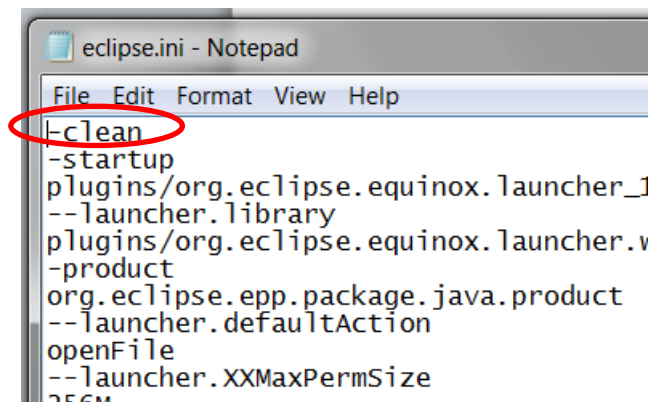 eclipse.ini - Notepad
File Edit Format View Help
-clean
-startup
plugins/org.eclipse.equinox.launcher_1
--launcher.library
plugins/org.eclipse.equinox.launcher.w
-product
org.eclipse.epp.package.java.product
--launcher.defaultAction
openFile
--launcher.XXMaxPermSize
256M